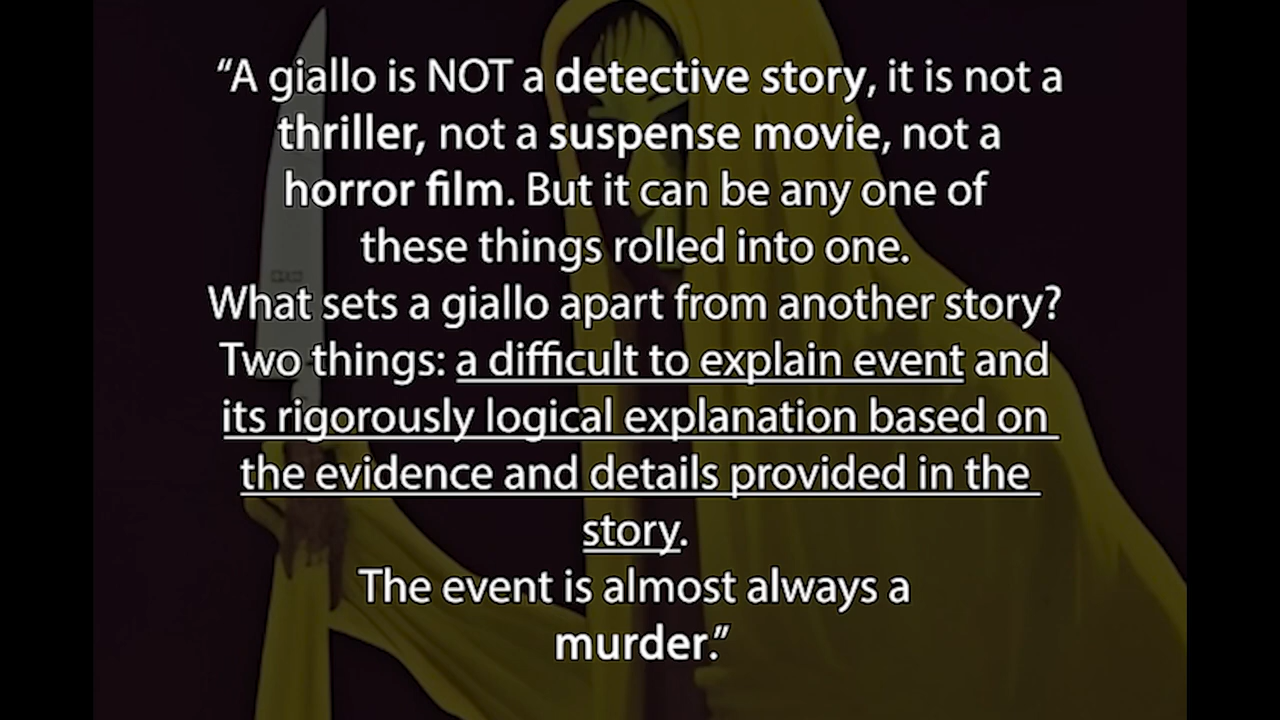 “A giallo is NOT a detective story, it is not a
thriller, not a suspense movie, not a
horror film. But it can be any one of
these things rolled into one.
What sets a giallo apart from another story?
Two things: a difficult to explain event and
its rigorously logical explanation based on
the evidence and details provided in the
story.
The event is almost always a
murder.”